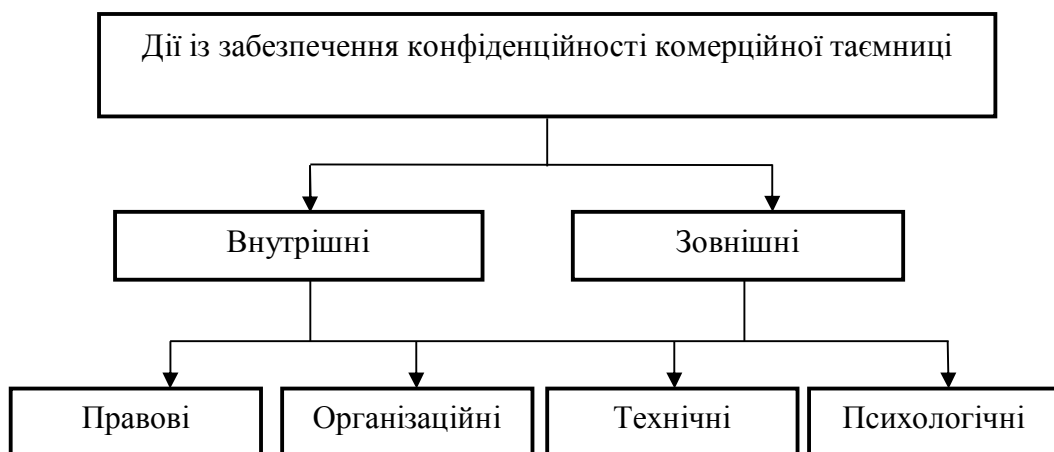 Дії із забезпечення конфіденційності комерційної таємниці
Внутрішні
Зовнішні
Правові
Організаційні
Технічні
Психологічні